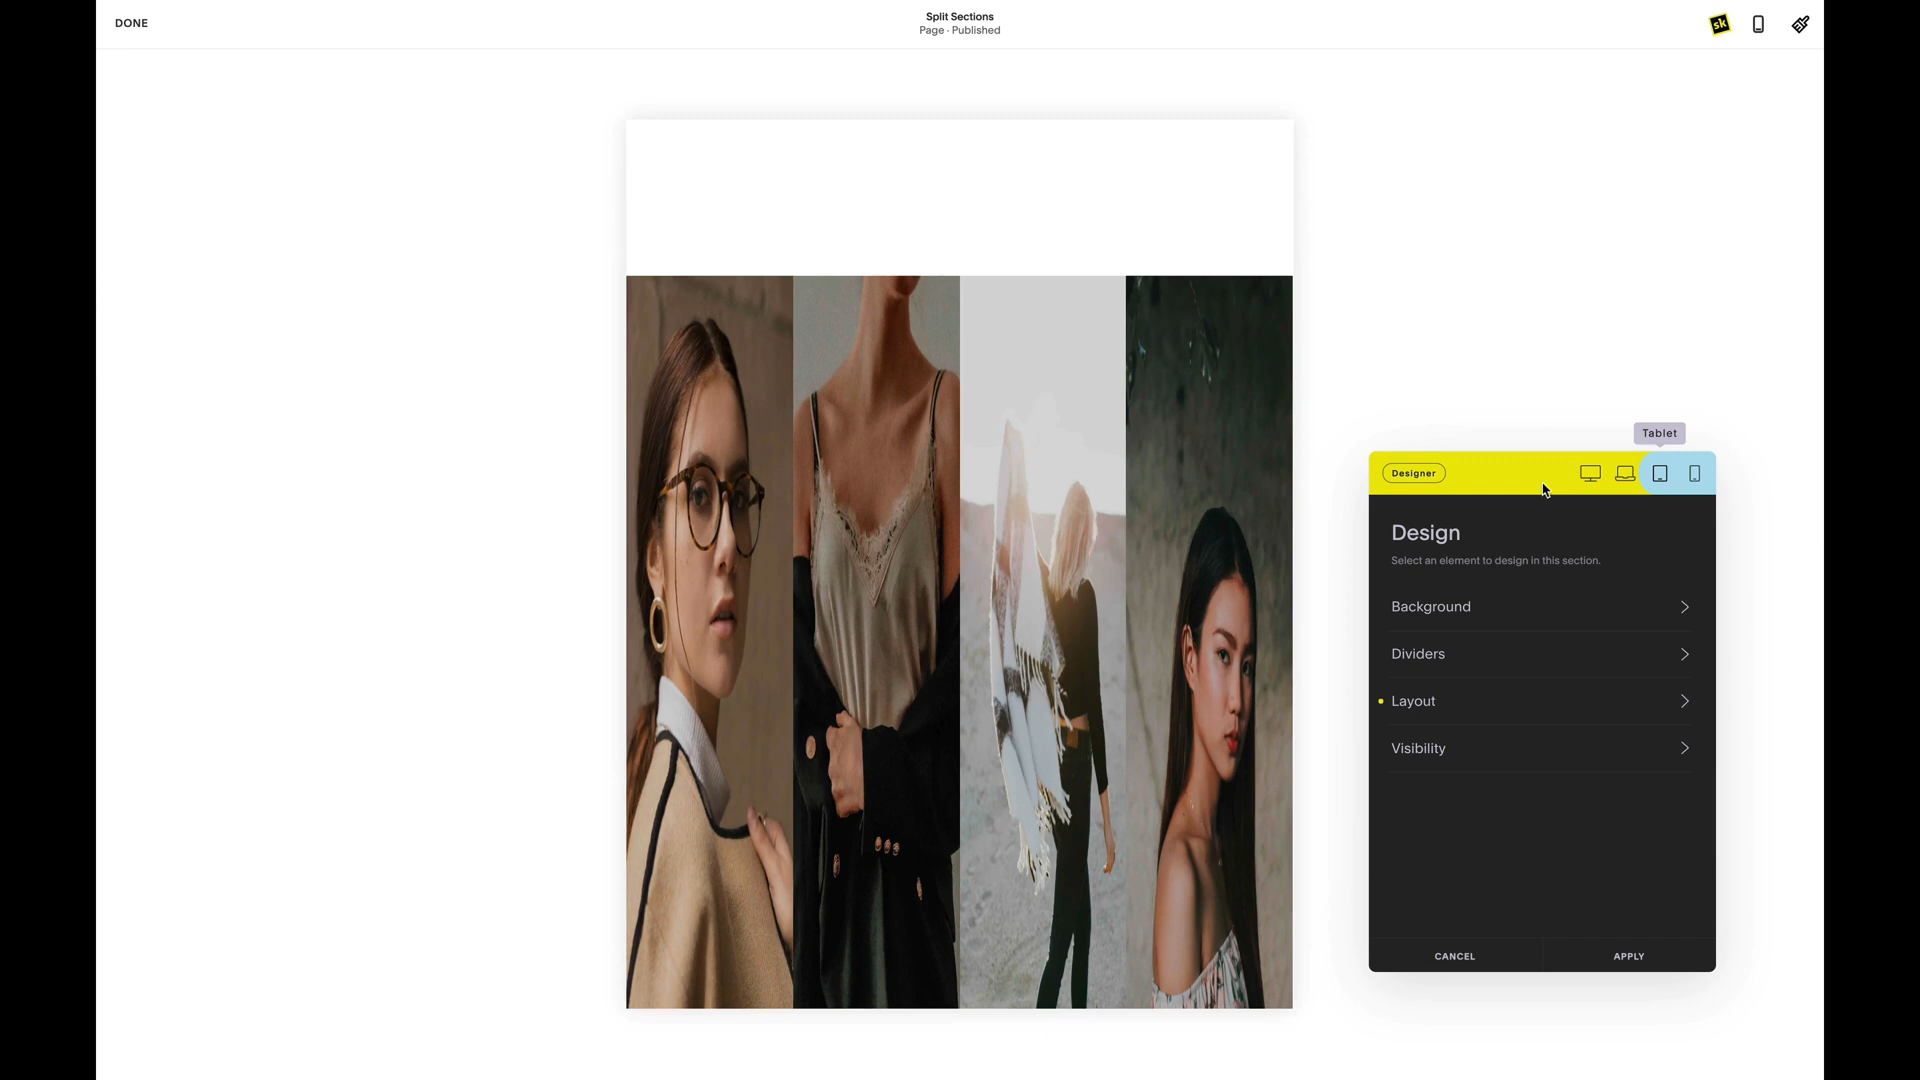 DONE
Split Sections
Page · Published
sk
Tablet
Designer
Design
Select an element to design in this section.
Background
Dividers
Layout
Visibility
CANCEL
APPLY